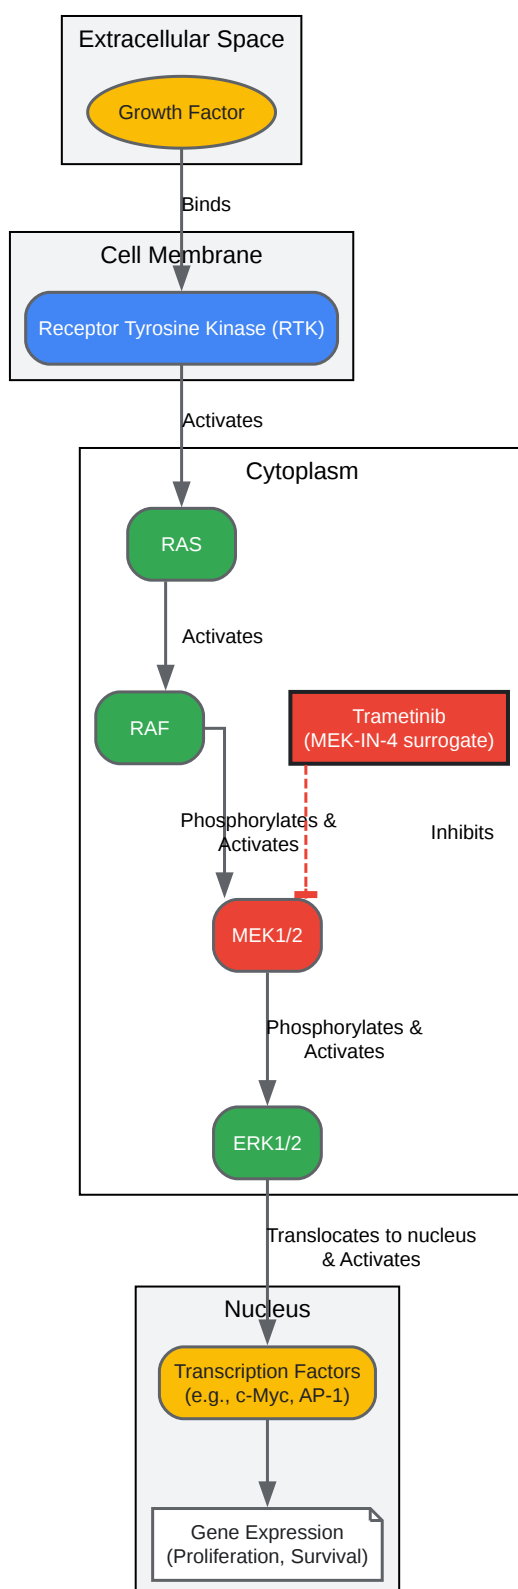 Extracellular Space
Growth Factor
Binds
Cell Membrane
Receptor Tyrosine Kinase (RTK)
Activates
Cytoplasm
RAS
Activates
RAF
Trametinib
(MEK-IN-4 surrogate)
Phosphorylates &
Activates
Inhibits
MEK1/2
Phosphorylates &
Activates
ERK1/2
Translocates to nucleus
& Activates
Nucleus
Transcription Factors
(e.g., c-Myc, AP-1)
Gene Expression
(Proliferation, Survival)